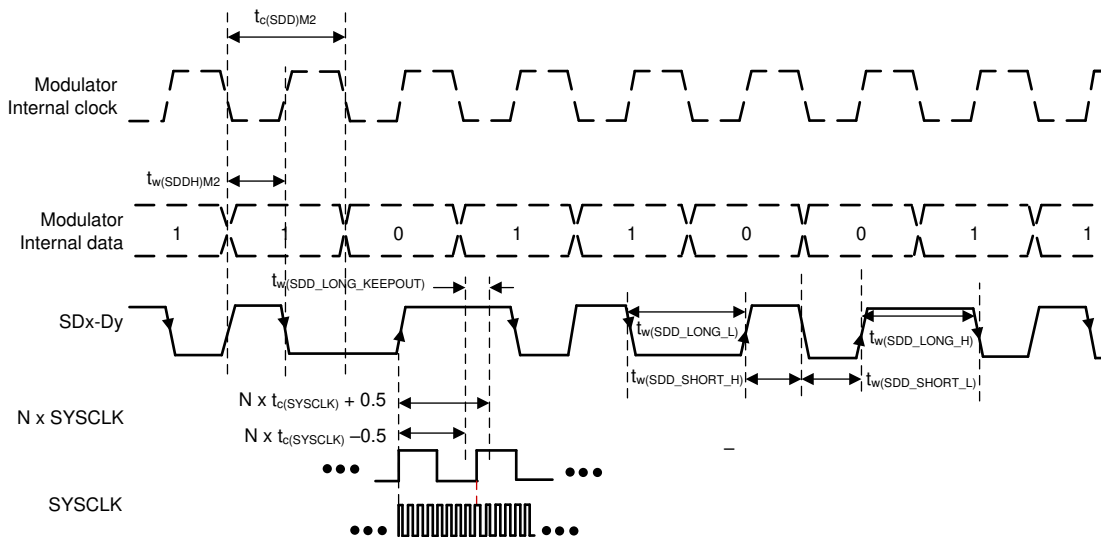 tc(SDD)M2
Modulator
Internal clock
tw(SDDH)M2
Modulator
Internal data
1 1 0 1 1 0 0 1 1
tw(SDD_LONG_KEEPOUT)
SDx-Dy
tw(SDD_LONG_L)
tw(SDD_LONG_H)
tw(SDD_SHORT_H)
tw(SDD_SHORT_L)
N x tc(SYSCLK) + 0.5
N x SYSCLK
N x tc(SYSCLK) –0.5
–
SYSCLK